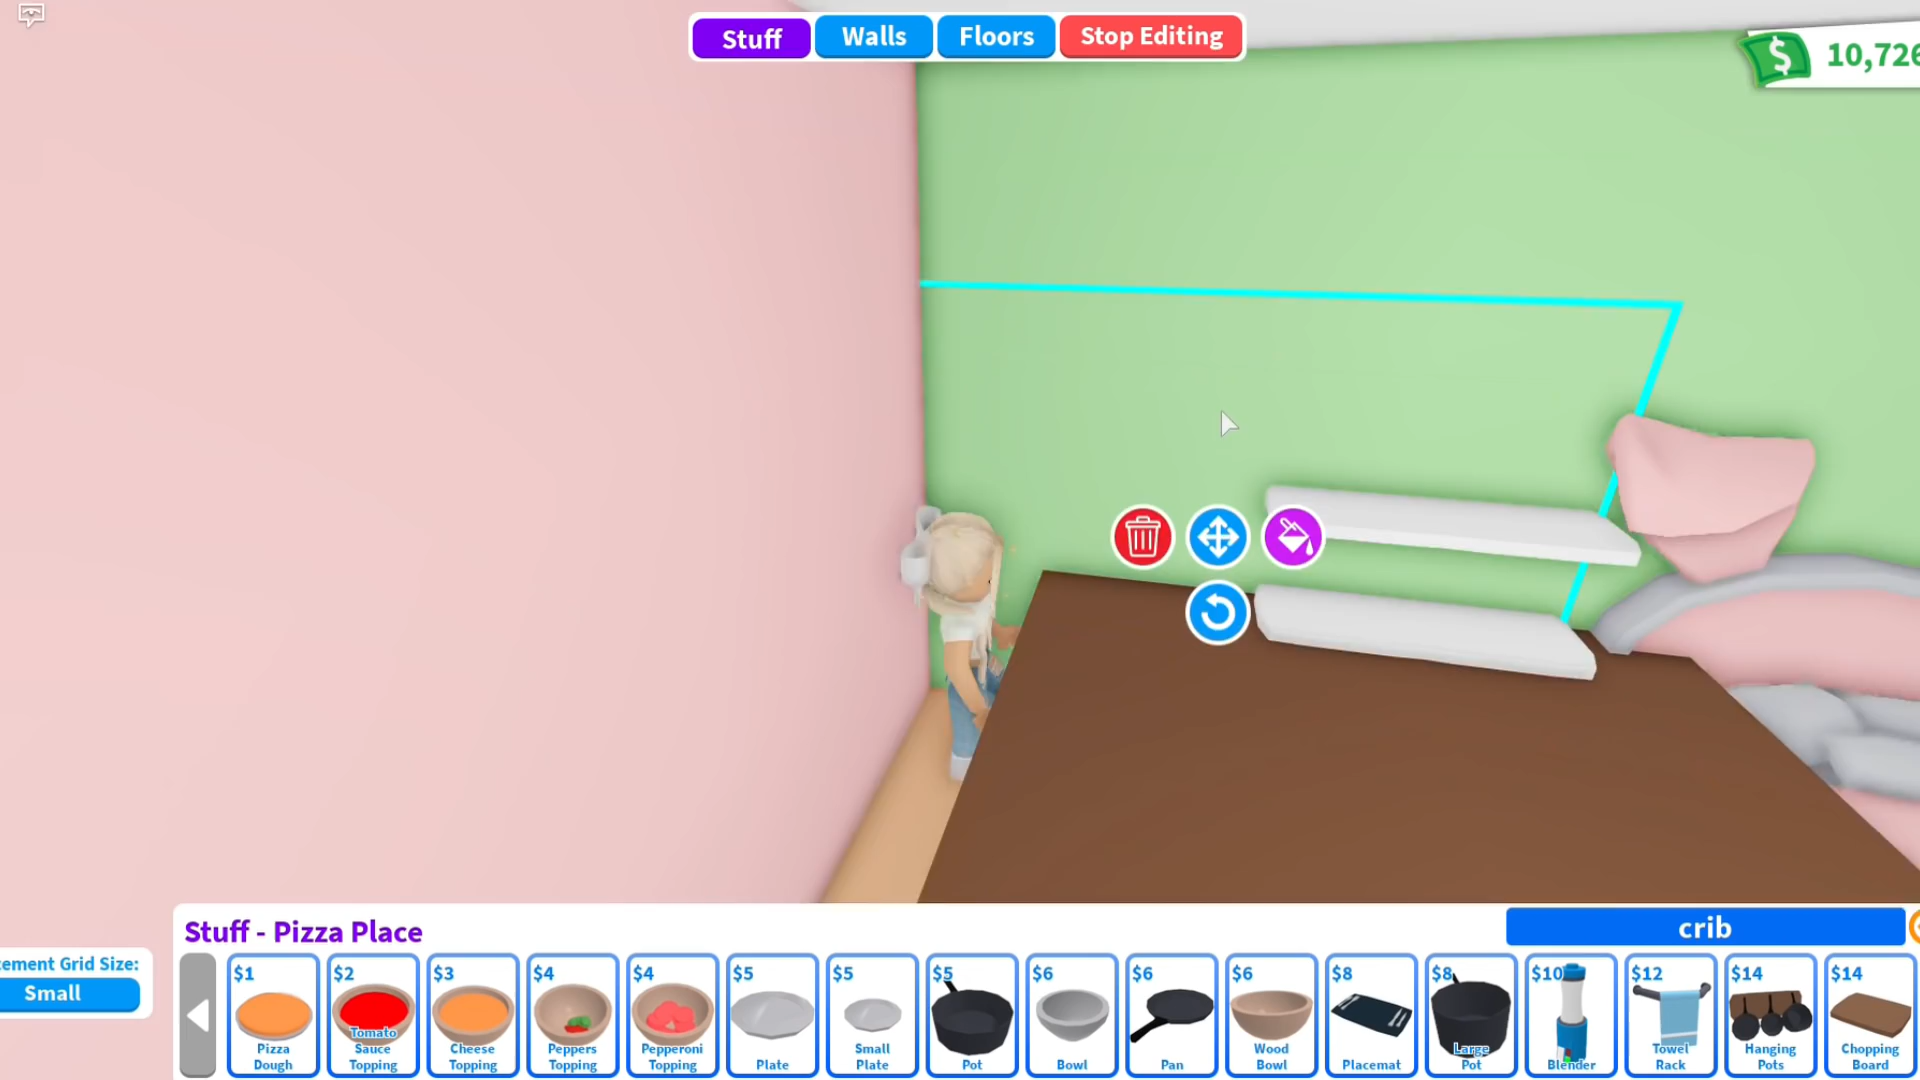 Stuff Walls Floors Stop Editing
10,726
Stuff - Pizza Place
crib
ement Grid Size:
Small
$1 $2 $3 $4 $4 $5 $5 $5 $6 $6 $6 $8 $8 $10 $12 $14 $14
Pizza Dough
Tomato Sauce Topping
Cheese Topping
Peppers Topping
Pepperoni Topping
Plate
Small Plate
Pot
Bowl
Pan
Wood Bowl
Placemat
Large Pot
Blender
Towel Rack
Hanging Pots
Chopping Board